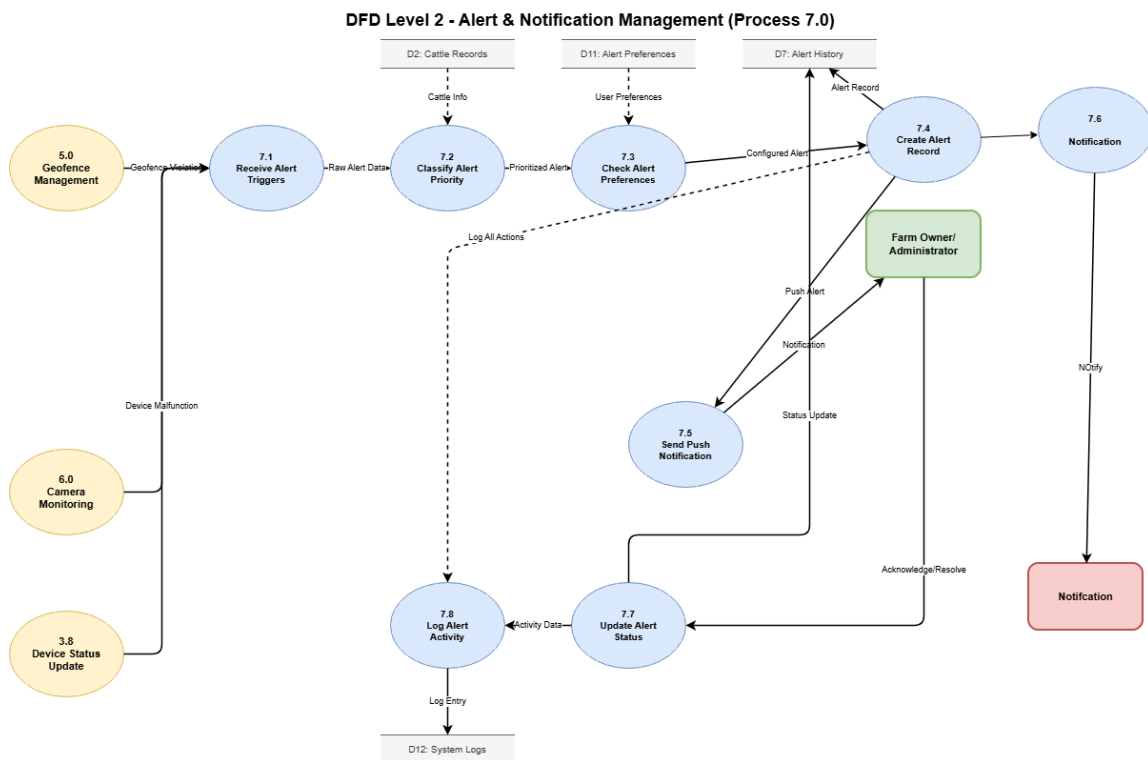 DFD Level 2 - Alert & Notification Management (Process 7.0)
D2: Cattle Records
D11: Alert Preferences
D7: Alert History
Cattle Info
User Preferences
Alert Record
5.0
Geofence
Management
Geofence Violation
7.1
Receive Alert
Triggers
Raw Alert Data
7.2
Classify Alert
Priority
Prioritized Alert
7.3
Check Alert
Preferences
Configured Alert
7.4
Create Alert
Record
7.6
Notification
Log All Actions
Farm Owner/
Administrator
Push Alert
Notification
NOtify
Device Malfunction
Status Update
7.5
Send Push
Notification
6.0
Camera
Monitoring
Acknowledge/Resolve
Notifcation
7.8
Log Alert
Activity
Activity Data
7.7
Update Alert
Status
3.8
Device Status
Update
Log Entry
D12: System Logs